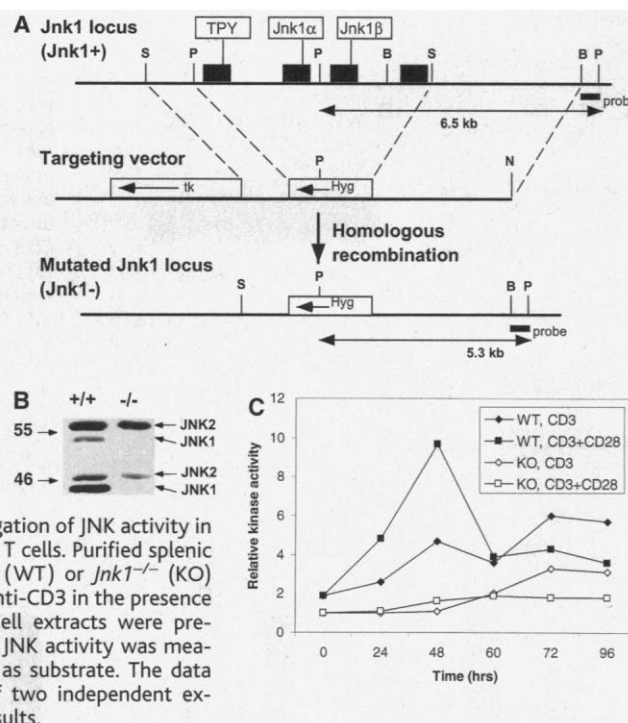 A Jnk1 locus
(Jnk1+)
TPY Jnk1α Jnk1β
S P P B S B P
probe
6.5 kb
Targeting vector
P N
tk Hyg
Homologous
recombination
Mutated Jnk1 locus
(Jnk1-)
S P B P
Hyg
probe
5.3 kb
B +/+ -/-
55 JNK2
JNK1
46 JNK2
JNK1
C
Relative kinase activity
12
10
8
6
4
2
0
WT, CD3
WT, CD3+CD28
KO, CD3
KO, CD3+CD28
0 24 48 60 72 96
Time (hrs)
gation of JNK activity in
T cells. Purified splenic
(WT) or Jnk1−/− (KO)
nti-CD3 in the presence
ell extracts were pre-
JNK activity was mea-
as substrate. The data
f two independent ex-
sults.